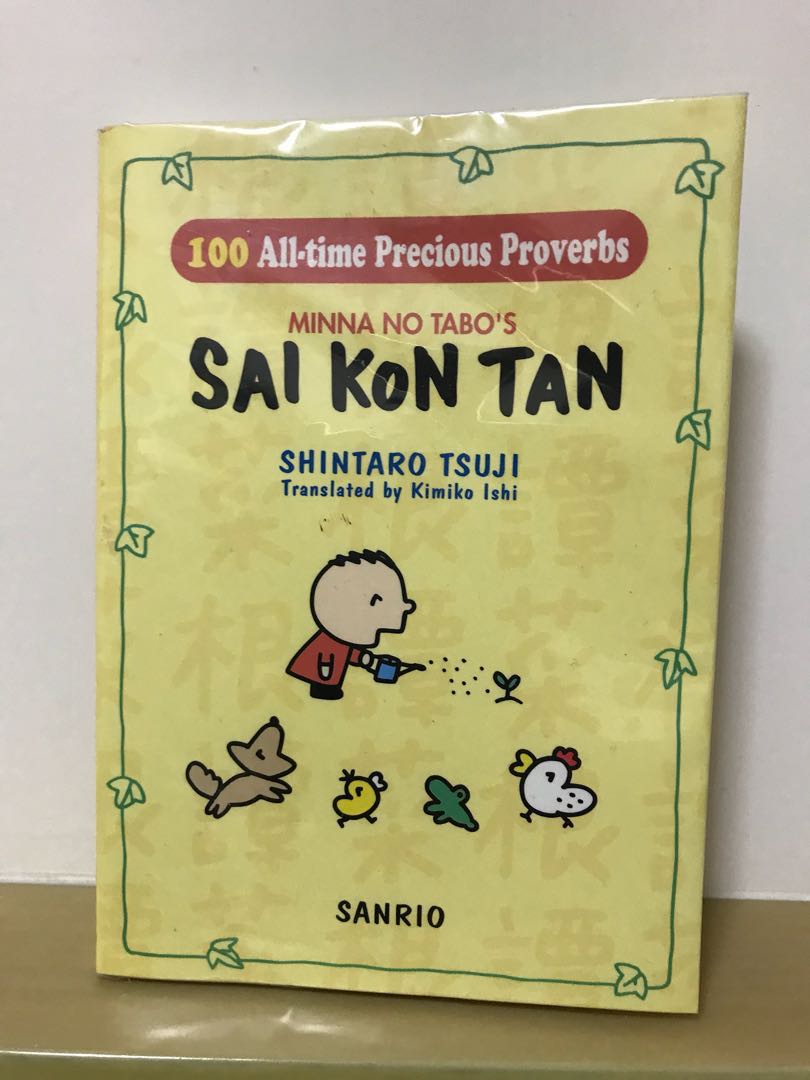 100 All-time Precious Proverbs
MINNA NO TABO'S
SAI KON TAN
SHINTARO TSUJI
Translated by Kimiko Ishi
SANRIO